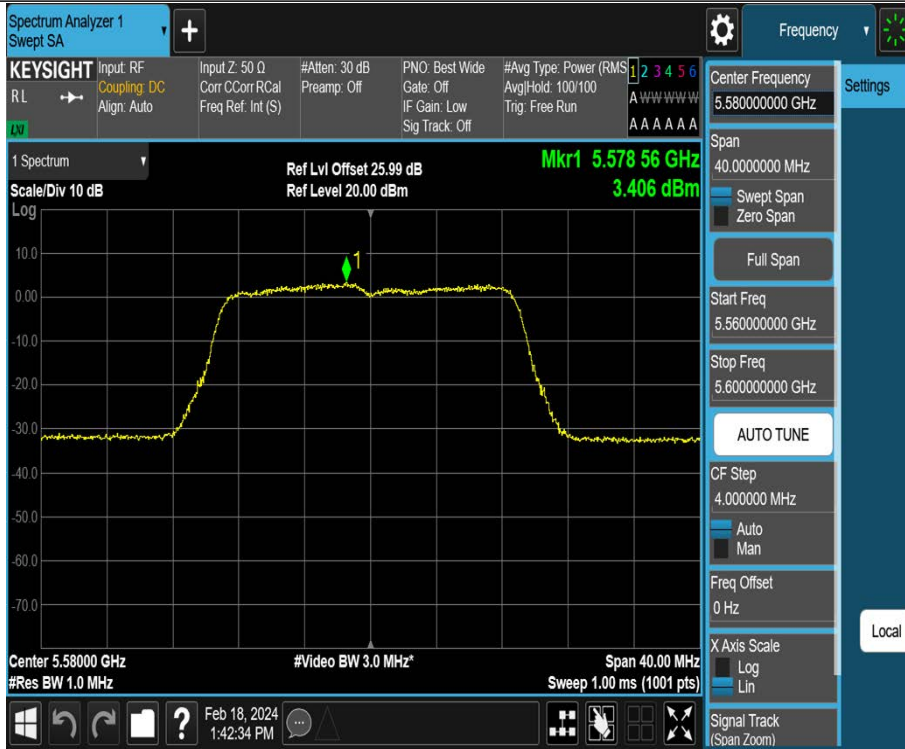 Spectrum Analyzer 1
Swept SA
+
Frequency
KEYSIGHT
R L
LXI
Input: RF
Coupling: DC
Align: Auto
Input Z: 50 Ω
Corr CCorr RCal
Freq Ref: Int (S)
#Atten: 30 dB
Preamp: Off
PNO: Best Wide
Gate: Off
IF Gain: Low
Sig Track: Off
#Avg Type: Power (RMS
Avg|Hold: 100/100
Trig: Free Run
1 2 3 4 5 6
A W W W W W
A A A A A A
1 Spectrum
Scale/Div 10 dB
Log
Ref Lvl Offset 25.99 dB
Ref Level 20.00 dBm
Mkr1 5.578 56 GHz
3.406 dBm
1
10.0
0.00
-10.0
-20.0
-30.0
-40.0
-50.0
-60.0
-70.0
Center 5.58000 GHz
#Res BW 1.0 MHz
#Video BW 3.0 MHz*
Span 40.00 MHz
Sweep 1.00 ms (1001 pts)
Feb 18, 2024
1:42:34 PM
?
Center Frequency
5.580000000 GHz
Span
40.0000000 MHz
Swept Span
Zero Span
Full Span
Start Freq
5.560000000 GHz
Stop Freq
5.600000000 GHz
AUTO TUNE
CF Step
4.000000 MHz
Auto
Man
Freq Offset
0 Hz
X Axis Scale
Log
Lin
Signal Track
(Span Zoom)
Settings
Local